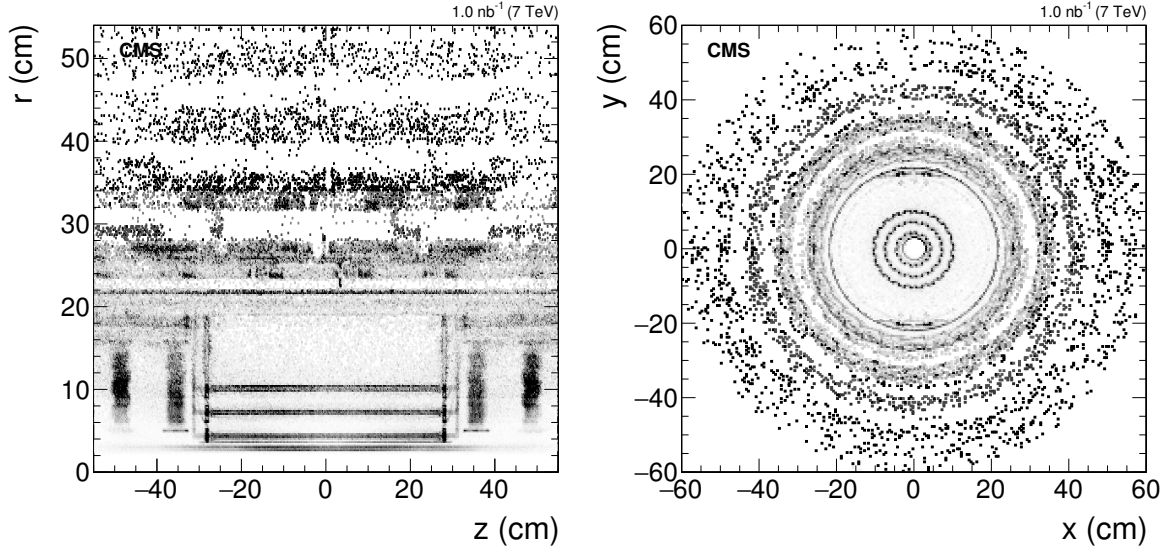 1.0 nb⁻¹ (7 TeV)
CMS
r (cm)
50
40
30
20
10
0
−40 −20 0 20 40
z (cm)
1.0 nb⁻¹ (7 TeV)
CMS
y (cm)
60
40
20
0
−20
−40
−60
−60 −40 −20 0 20 40 60
x (cm)